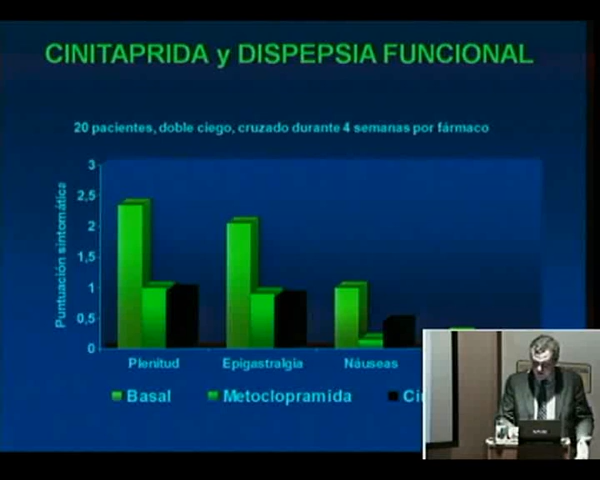 CINITAPRIDA y DISPEPSIA FUNCIONAL
20 pacientes, doble ciego, cruzado durante 4 semanas por fármaco
Puntuación sintomática
3
2,5
2
1,5
1
0,5
0
Plenitud Epigastralgia Náuseas
Basal Metoclopramida